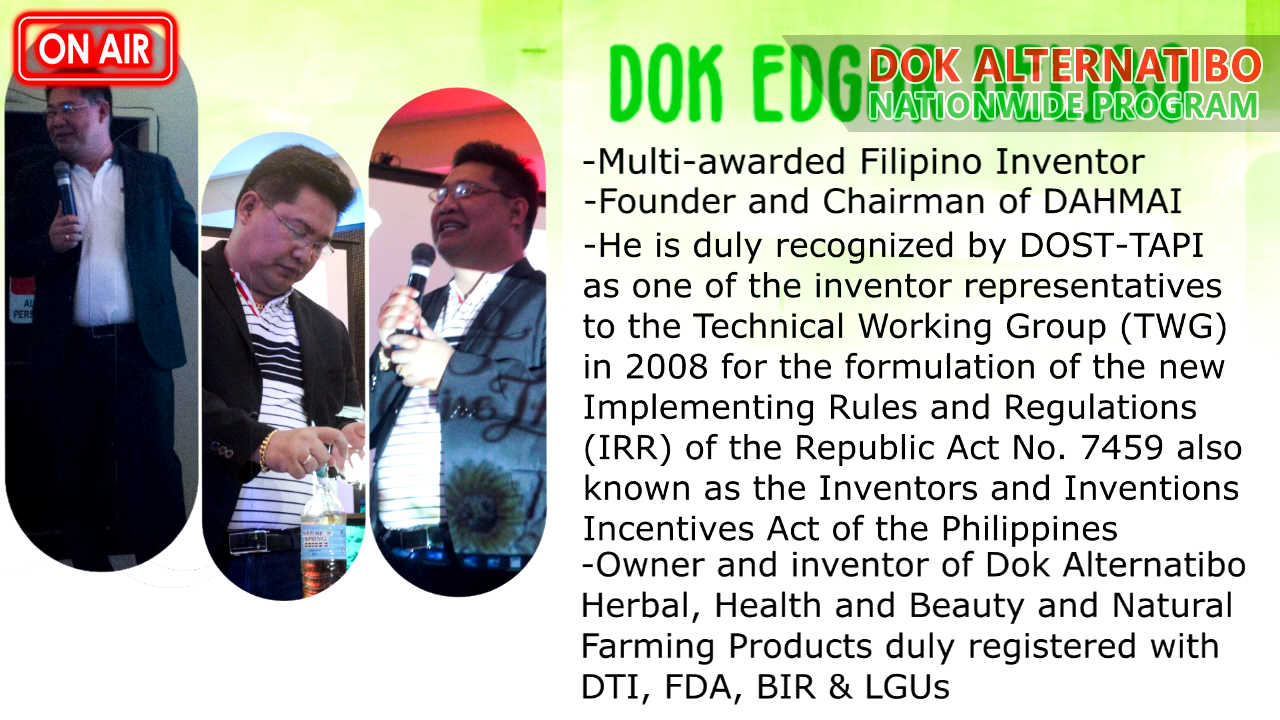 ON AIR
DOK
DOK ALTERNATIBO
NATIONWIDE PROGRAM
-Multi-awarded Filipino Inventor
-Founder and Chairman of DAHMAI
-He is duly recognized by DOST-TAPI
as one of the inventor representatives
to the Technical Working Group (TWG)
in 2008 for the formulation of the new
Implementing Rules and Regulations
(IRR) of the Republic Act No. 7459 also
known as the Inventors and Inventions
Incentives Act of the Philippines
-Owner and inventor of Dok Alternatibo
Herbal, Health and Beauty and Natural
Farming Products duly registered with
DTI, FDA, BIR & LGUs